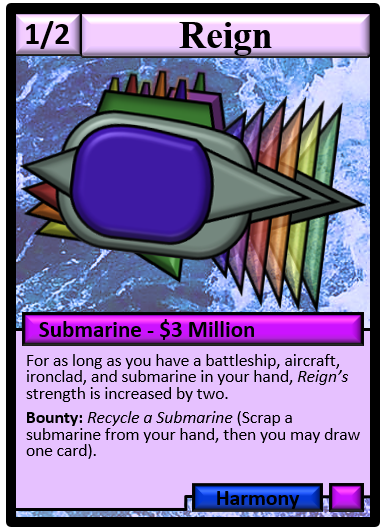 1/2 Reign
Submarine - $3 Million
For as long as you have a battleship, aircraft,
ironclad, and submarine in your hand, Reign’s
strength is increased by two.
Bounty: Recycle a Submarine (Scrap a
submarine from your hand, then you may draw
one card).
Harmony